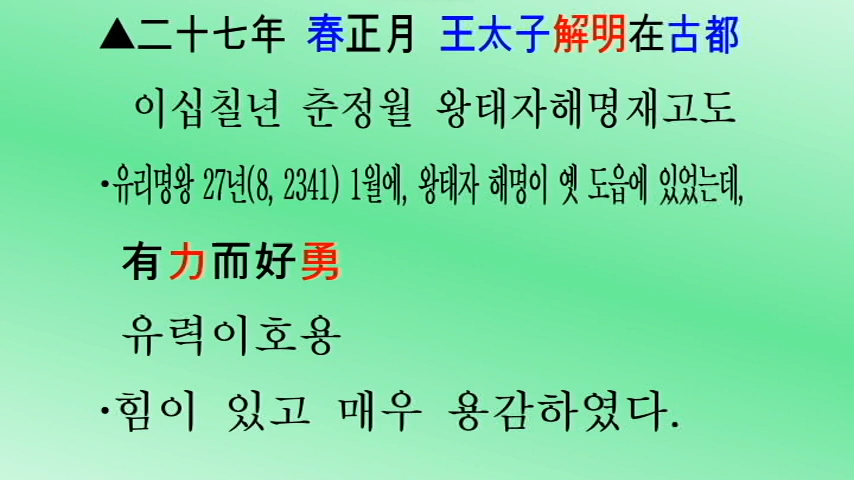 ▲二十七年 春正月 王太子解明在古都
이십칠년 춘정월 왕태자해명재고도
·유리명왕 27년(8, 2341) 1월에, 왕태자 해명이 옛 도읍에 있었는데,
有力而好勇
유력이호용
·힘이 있고 매우 용감하였다.